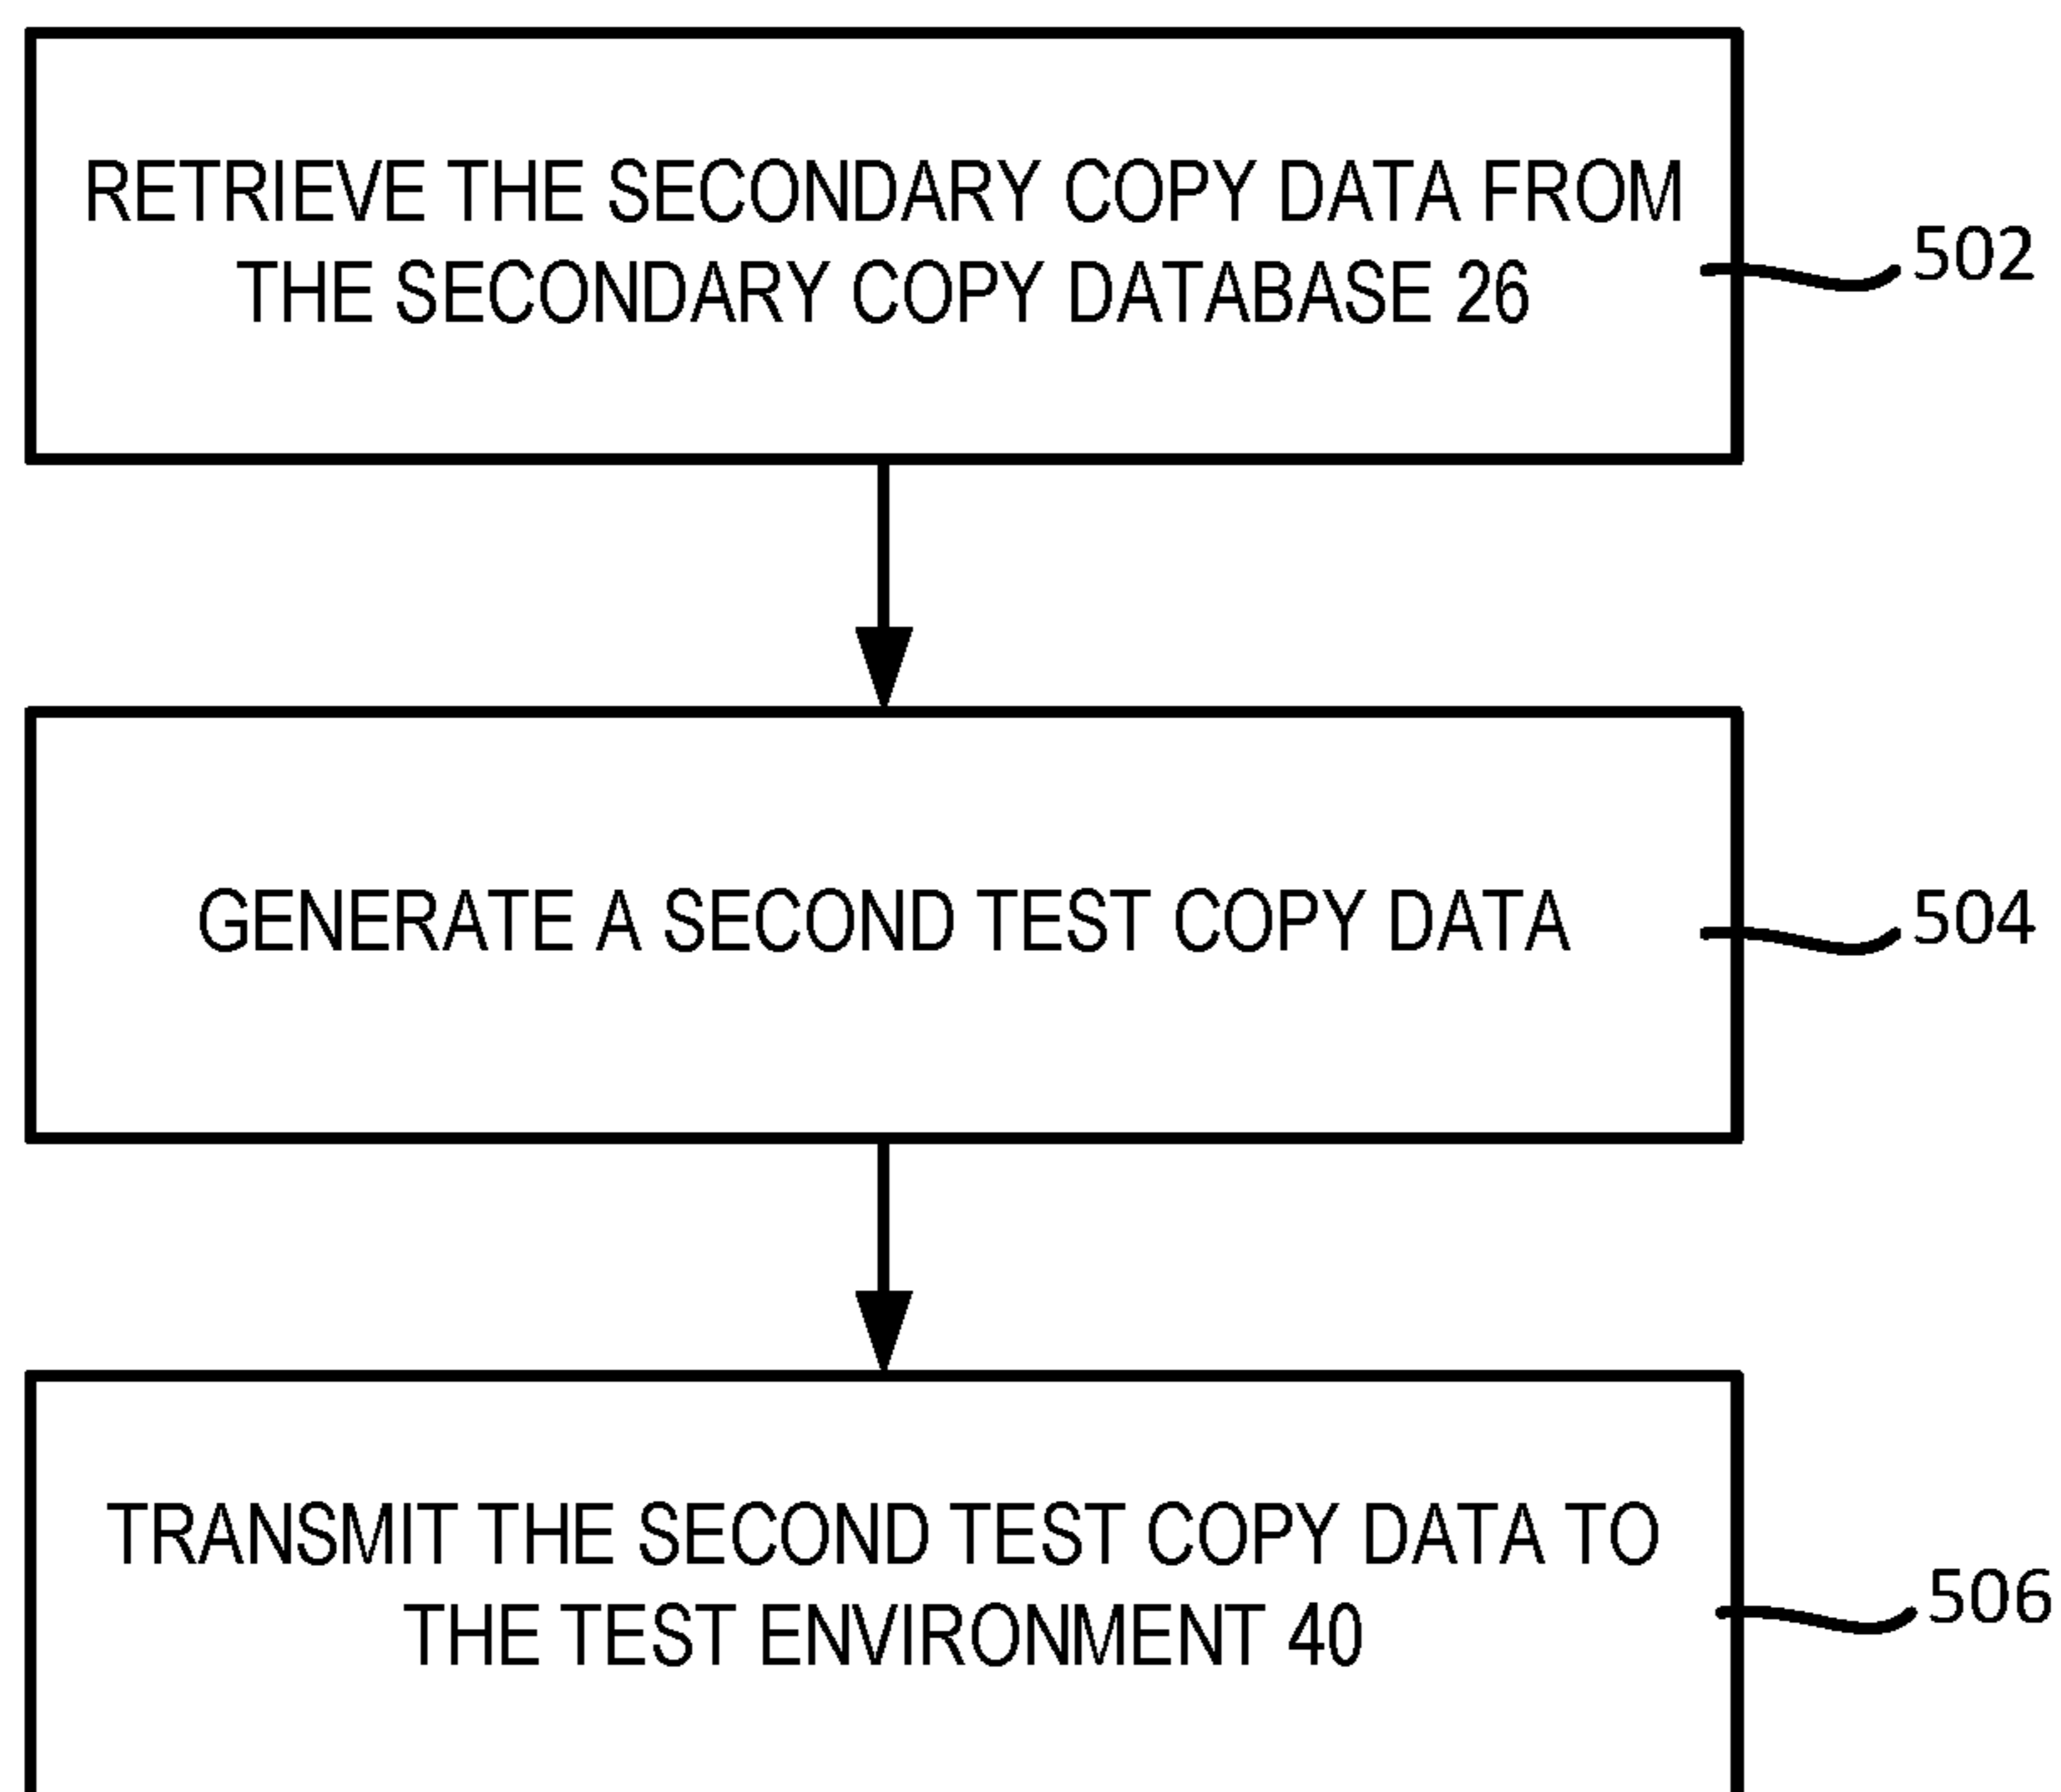 RETRIEVE THE SECONDARY COPY DATA FROM
THE SECONDARY COPY DATABASE 26
502
GENERATE A SECOND TEST COPY DATA
504
TRANSMIT THE SECOND TEST COPY DATA TO
THE TEST ENVIRONMENT 40
506